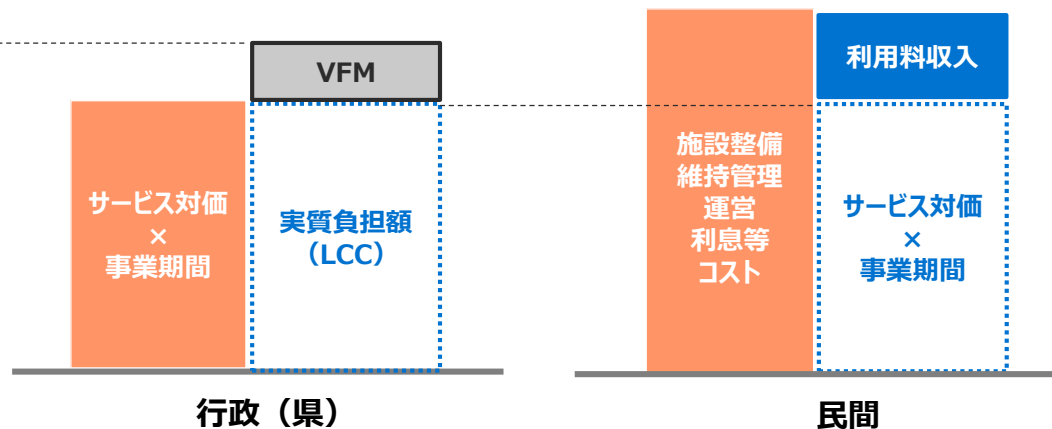 VFM
サービス対価
×
事業期間
実質負担額
（LCC）
行政（県）
施設整備
維持管理
運営
利息等
コスト
利用料収入
サービス対価
×
事業期間
民間